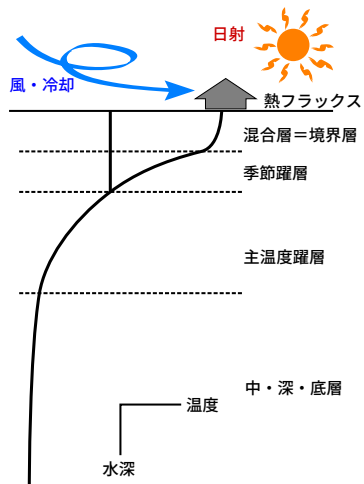 日射
風・冷却
熱フラックス
混合層＝境界層
季節躍層
主温度躍層
中・深・底層
温度
水深